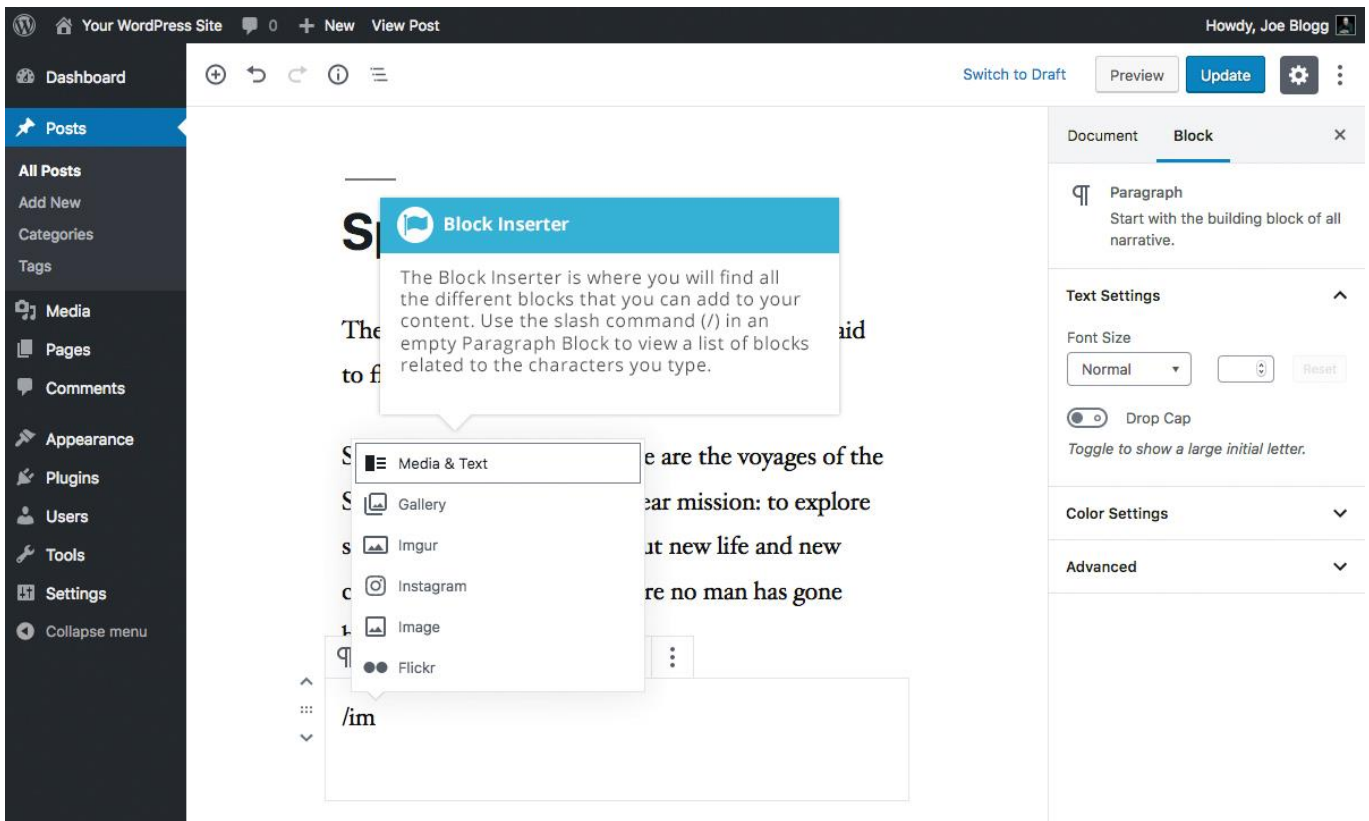 Your WordPress Site 0 New View Post Howdy, Joe Blogg
Dashboard
Posts
All Posts
Add New
Categories
Tags
Media
Pages
Comments
Appearance
Plugins
Users
Tools
Settings
Collapse menu
Switch to Draft Preview Update
Block Inserter
The Block Inserter is where you will find all
the different blocks that you can add to your
content. Use the slash command (/) in an
empty Paragraph Block to view a list of blocks
related to the characters you type.
The
to
e are the voyages of the
ear mission: to explore
new life and new
no man has gone
Media & Text
Gallery
Imgur
Instagram
Image
Flickr
/im
Document Block
Paragraph
Start with the building block of all
narrative.
Text Settings
Font Size
Normal Reset
Drop Cap
Toggle to show a large initial letter.
Color Settings
Advanced